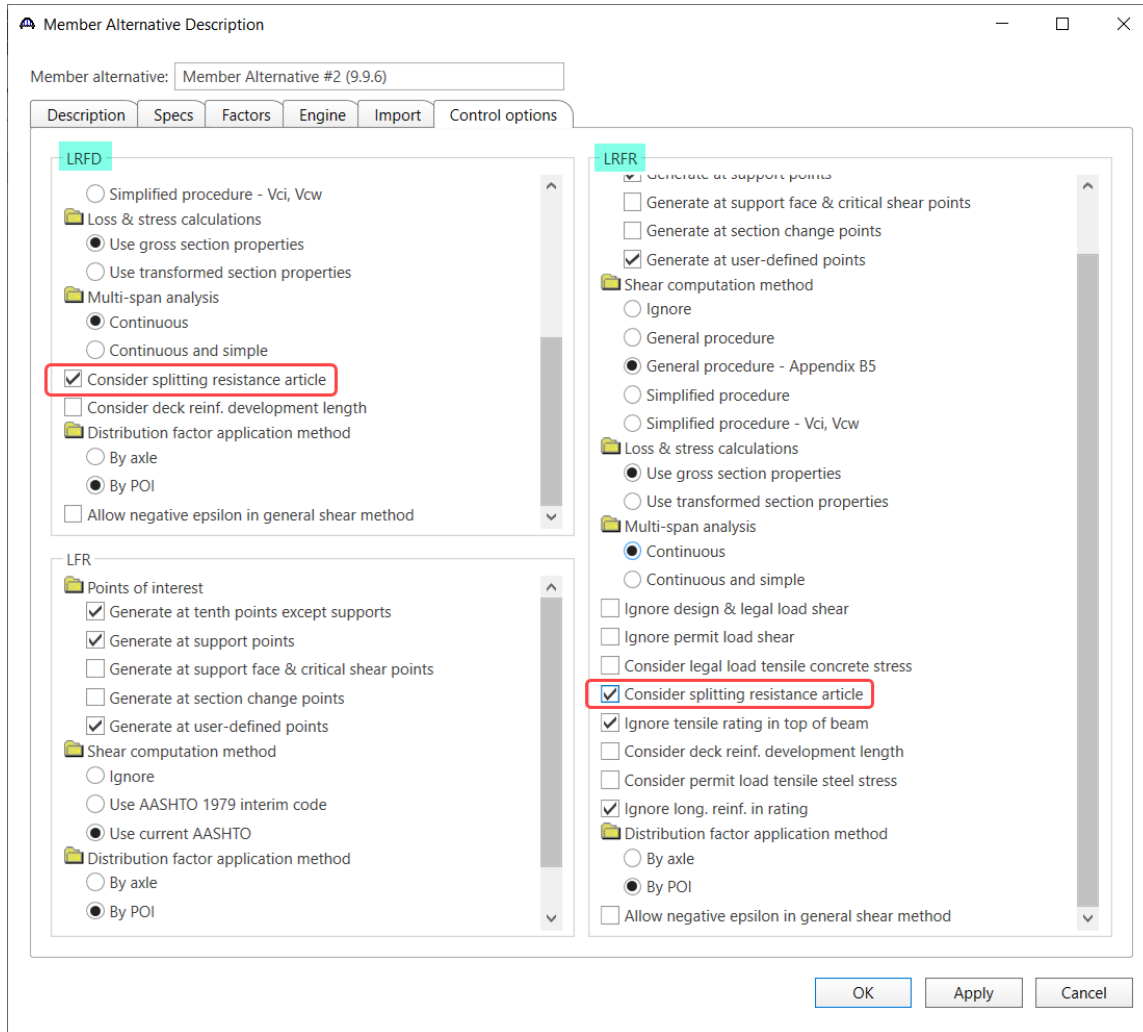 Member Alternative Description
Member alternative: Member Alternative #2 (9.9.6)
Description Specs Factors Engine Import Control options
LRFD
Simplified procedure - Vci, Vcw
Loss & stress calculations
Use gross section properties
Use transformed section properties
Multi-span analysis
Continuous
Continuous and simple
Consider splitting resistance article
Consider deck reinf. development length
Distribution factor application method
By axle
By POI
Allow negative epsilon in general shear method
LFR
Points of interest
Generate at tenth points except supports
Generate at support points
Generate at support face & critical shear points
Generate at section change points
Generate at user-defined points
Shear computation method
Ignore
Use AASHTO 1979 interim code
Use current AASHTO
Distribution factor application method
By axle
By POI
LRFR
Generate at support points
Generate at support face & critical shear points
Generate at section change points
Generate at user-defined points
Shear computation method
Ignore
General procedure
General procedure - Appendix B5
Simplified procedure
Simplified procedure - Vci, Vcw
Loss & stress calculations
Use gross section properties
Use transformed section properties
Multi-span analysis
Continuous
Continuous and simple
Ignore design & legal load shear
Ignore permit load shear
Consider legal load tensile concrete stress
Consider splitting resistance article
Ignore tensile rating in top of beam
Consider deck reinf. development length
Consider permit load tensile steel stress
Ignore long. reinf. in rating
Distribution factor application method
By axle
By POI
Allow negative epsilon in general shear method
OK Apply Cancel